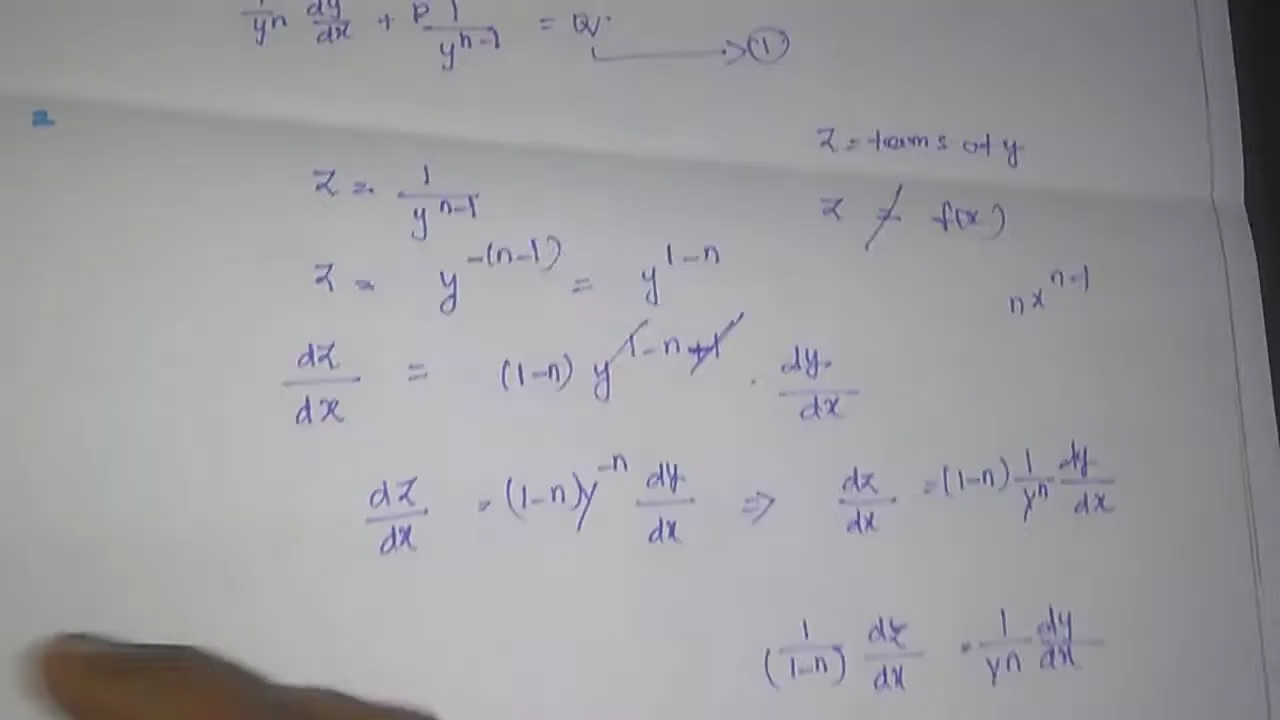 1/yⁿ dy/dx + P 1/yⁿ⁻¹ = Q → (1)
z = terms of y
z = 1/yⁿ⁻¹
z ≠ f(x)
z = y⁻⁽ⁿ⁻¹⁾ = y¹⁻ⁿ
nxⁿ⁻¹
dz/dx = (1-n) y^(1-n+1) . dy/dx
dz/dx = (1-n) y⁻ⁿ dy/dx ⇒ dz/dx = (1-n) 1/yⁿ dy/dx
(1/1-n) dz/dx = 1/yⁿ dy/dx